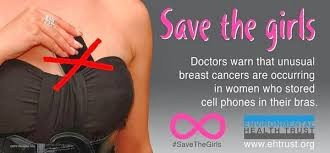 Save the girls
Doctors warn that unusual
breast cancers are occurring
in women who stored
cell phones in their bras.
#SaveTheGirls
ENVIRONMENTAL
HEALTH TRUST
www.ehtrust.org